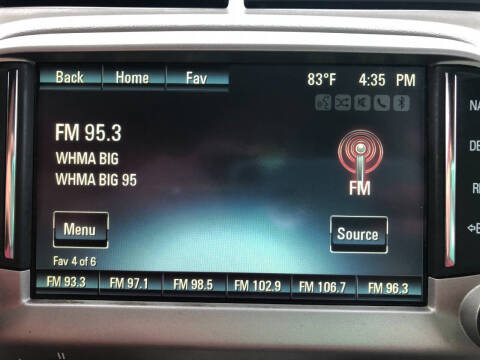 Back Home Fav 83°F 4:35 PM
FM 95.3
WHMA BIG
WHMA BIG 95
FM
Menu
Source
Fav 4 of 6
FM 93.3 FM 97.1 FM 98.5 FM 102.9 FM 106.7 FM 96.3